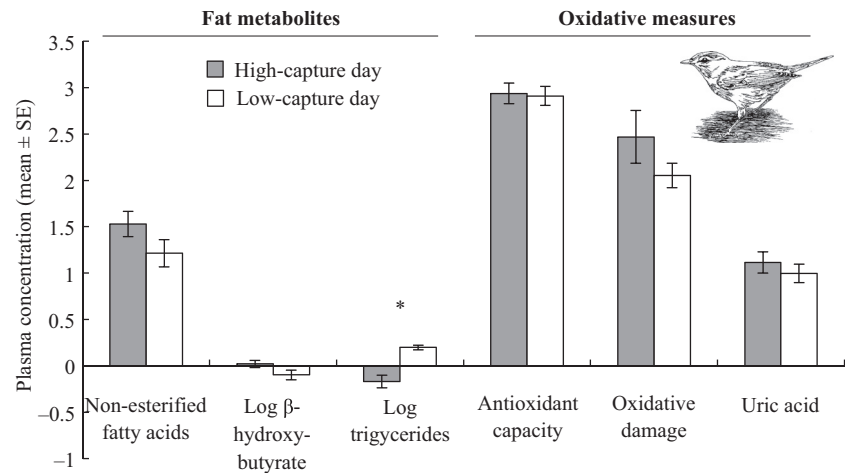 Fat metabolites
Oxidative measures
Plasma concentration (mean ± SE)
3.5
3
2.5
2
1.5
1
0.5
0
−0.5
−1
High-capture day
Low-capture day
*
Non-esterified
fatty acids
Log β-
hydroxy-
butyrate
Log
trigycerides
Antioxidant
capacity
Oxidative
damage
Uric acid